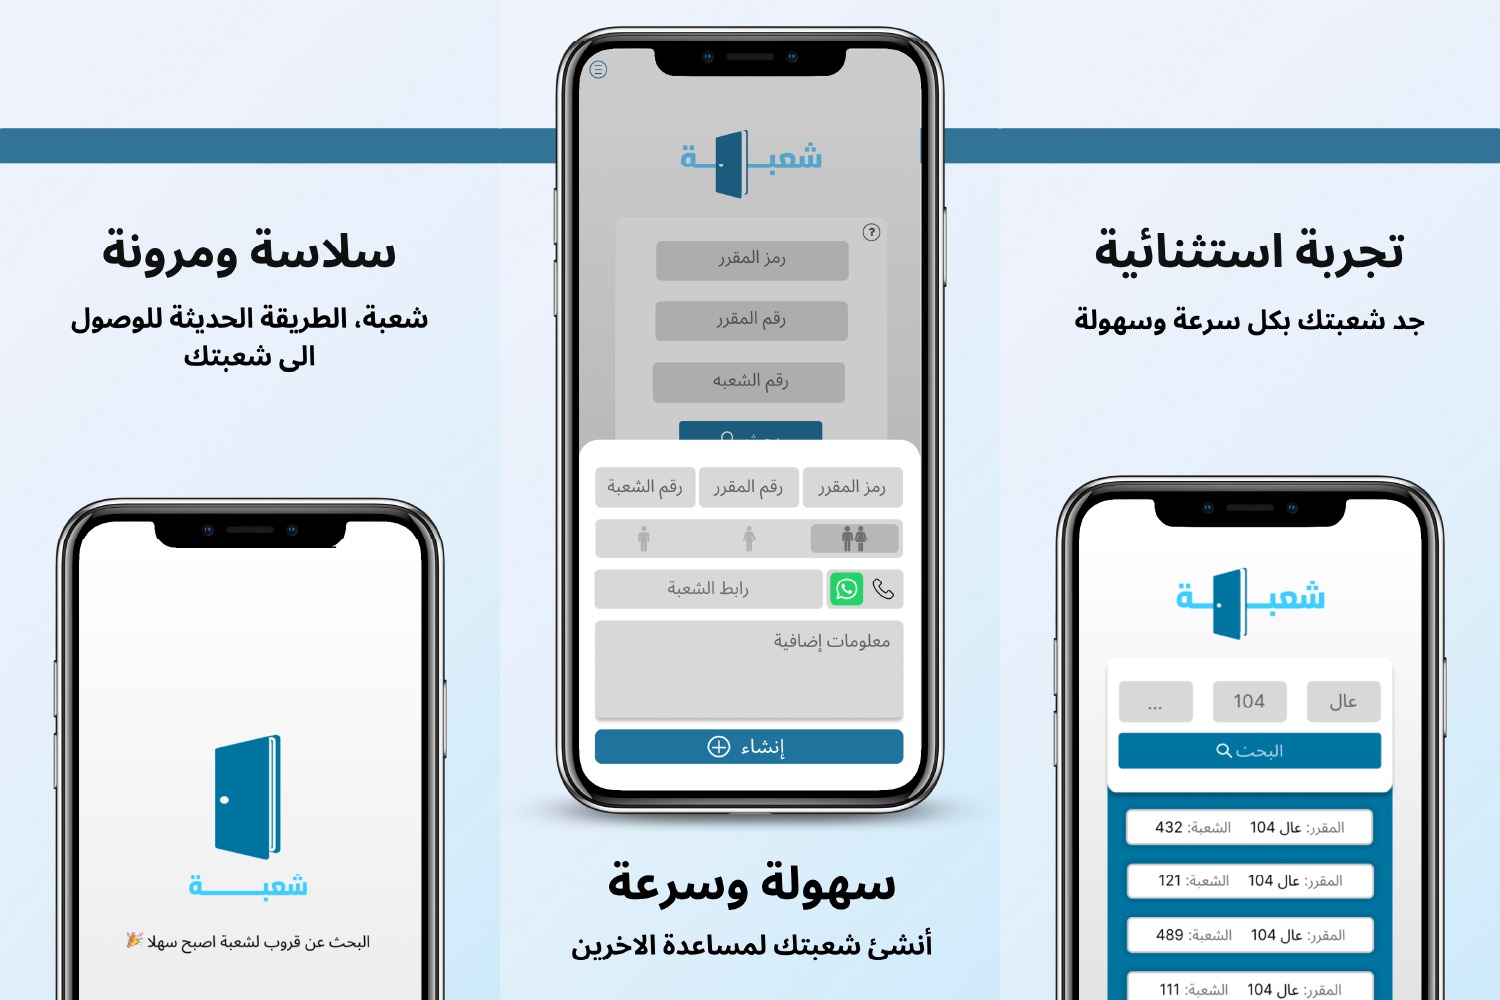 سلاسة ومرونة
شعبة، الطريقة الحديثة للوصول
الى شعبتك
شعبة
البحث عن قروب لشعبة اصبح سهلا 🎉
شعبة
?
رمز المقرر
رقم المقرر
رقم الشعبه
رمز المقرر
رقم المقرر
رقم الشعبة
رابط الشعبة
معلومات إضافية
إنشاء
سهولة وسرعة
أنشئ شعبتك لمساعدة الاخرين
تجربة استثنائية
جد شعبتك بكل سرعة وسهولة
شعبة
عال
104
...
البحث
المقرر: عال 104 الشعبة: 432
المقرر: عال 104 الشعبة: 121
المقرر: عال 104 الشعبة: 489
المقرر: عال 104 الشعبة: 111